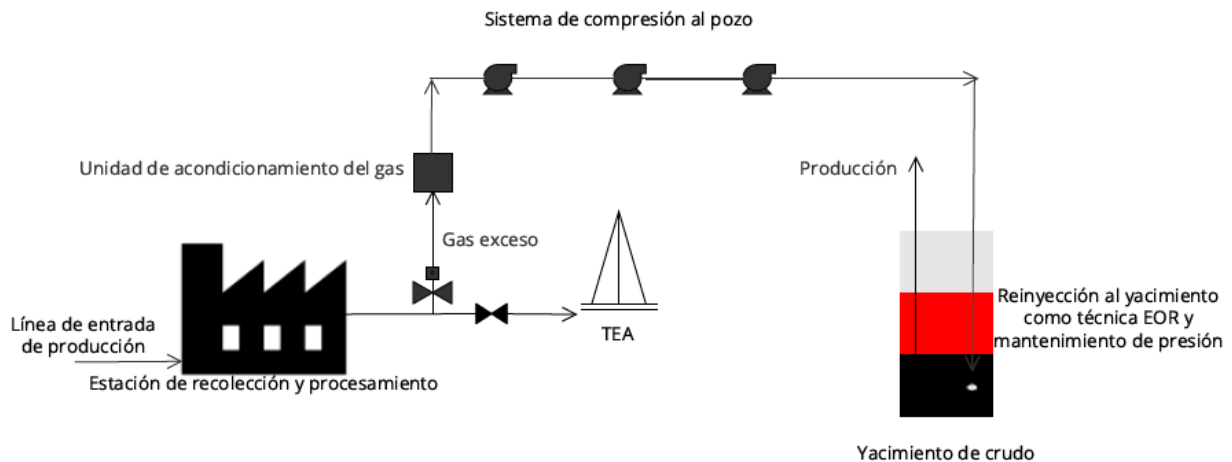 Sistema de compresión al pozo
Unidad de acondicionamiento del gas
Producción
Gas exceso
Línea de entrada
de producción
TEA
Reinyección al yacimiento
como técnica EOR y
mantenimiento de presión
Estación de recolección y procesamiento
Yacimiento de crudo